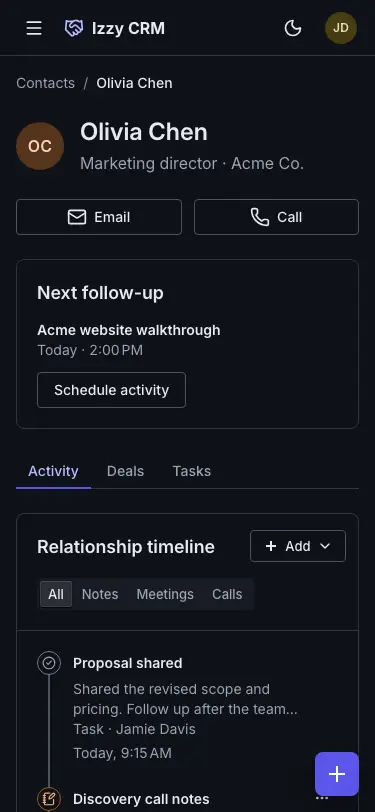 Izzy CRM
JD
Contacts / Olivia Chen
OC
Olivia Chen
Marketing director · Acme Co.
Email
Call
Next follow-up
Acme website walkthrough
Today · 2:00 PM
Schedule activity
Activity
Deals
Tasks
Relationship timeline
Add
All
Notes
Meetings
Calls
Proposal shared
Shared the revised scope and
pricing. Follow up after the team...
Task · Jamie Davis
Today, 9:15 AM
Discovery call notes